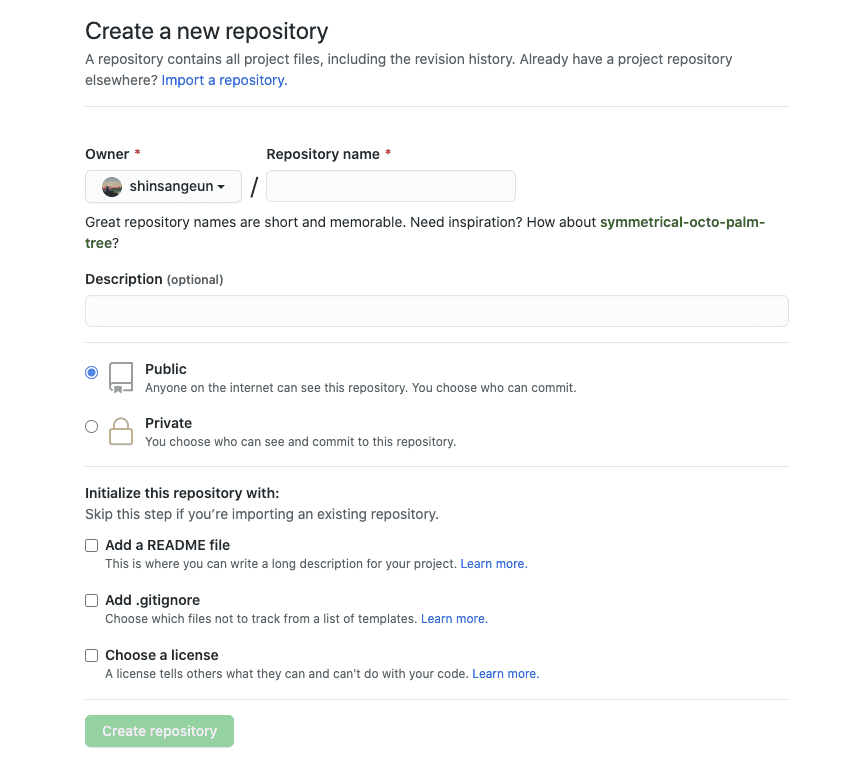 Create a new repository
A repository contains all project files, including the revision history. Already have a project repository
elsewhere? Import a repository.
Owner *
Repository name *
shinsangeun
/
Great repository names are short and memorable. Need inspiration? How about symmetrical-octo-palm-
tree?
Description (optional)
Public
Anyone on the internet can see this repository. You choose who can commit.
Private
You choose who can see and commit to this repository.
Initialize this repository with:
Skip this step if you’re importing an existing repository.
Add a README file
This is where you can write a long description for your project. Learn more.
Add .gitignore
Choose which files not to track from a list of templates. Learn more.
Choose a license
A license tells others what they can and can't do with your code. Learn more.
Create repository